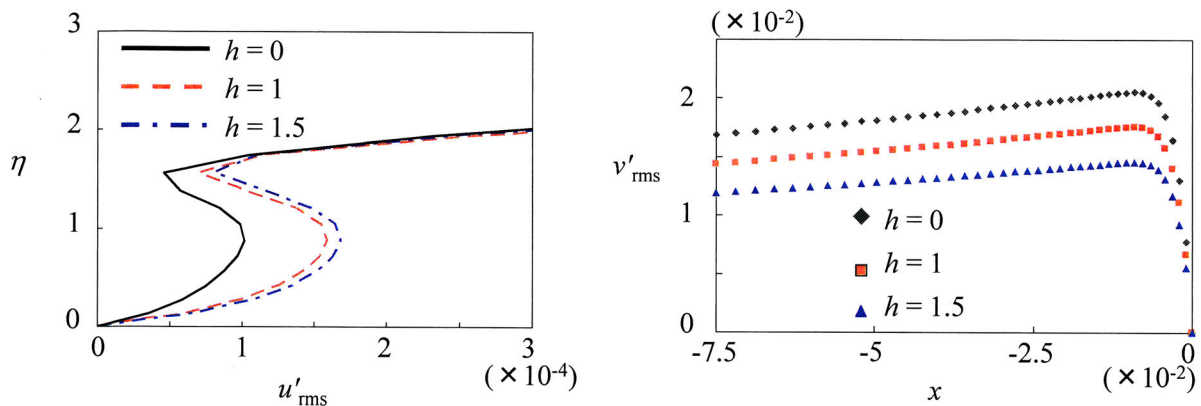 3
h = 0
h = 1
h = 1.5
2
η
1
0
0 1 2 3
u′rms (×10-4)
(×10-2)
2
v′rms
1
h = 0
h = 1
h = 1.5
0
-7.5 -5 -2.5 0
x (×10-2)